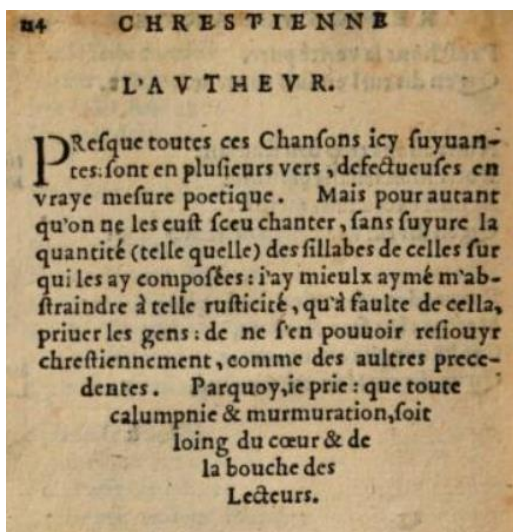 114 CHRESTIENNE
L'AVTHEVR.
PReſque toutes ces Chanſons icy ſuyuan-
tes: ſont en pluſieurs vers, defectueuſes en
vraye meſure poetique. Mais pour autant
qu'on ne les euſt ſceu chanter, ſans ſuyure la
quantité (telle quelle) des ſillabes de celles ſur
qui les ay compoſées: i'ay mieulx aymé m'ab-
ſtraindre à telle ruſticité, qu'à faulte de cella,
priuer les gens: de ne ſ'en pouuoir reſiouyr
chreſtiennement, comme des aultres prece-
dentes. Parquoy, ie prie: que toute
calumpnie & murmuration, ſoit
loing du cœur & de
la bouche des
Lecteurs.